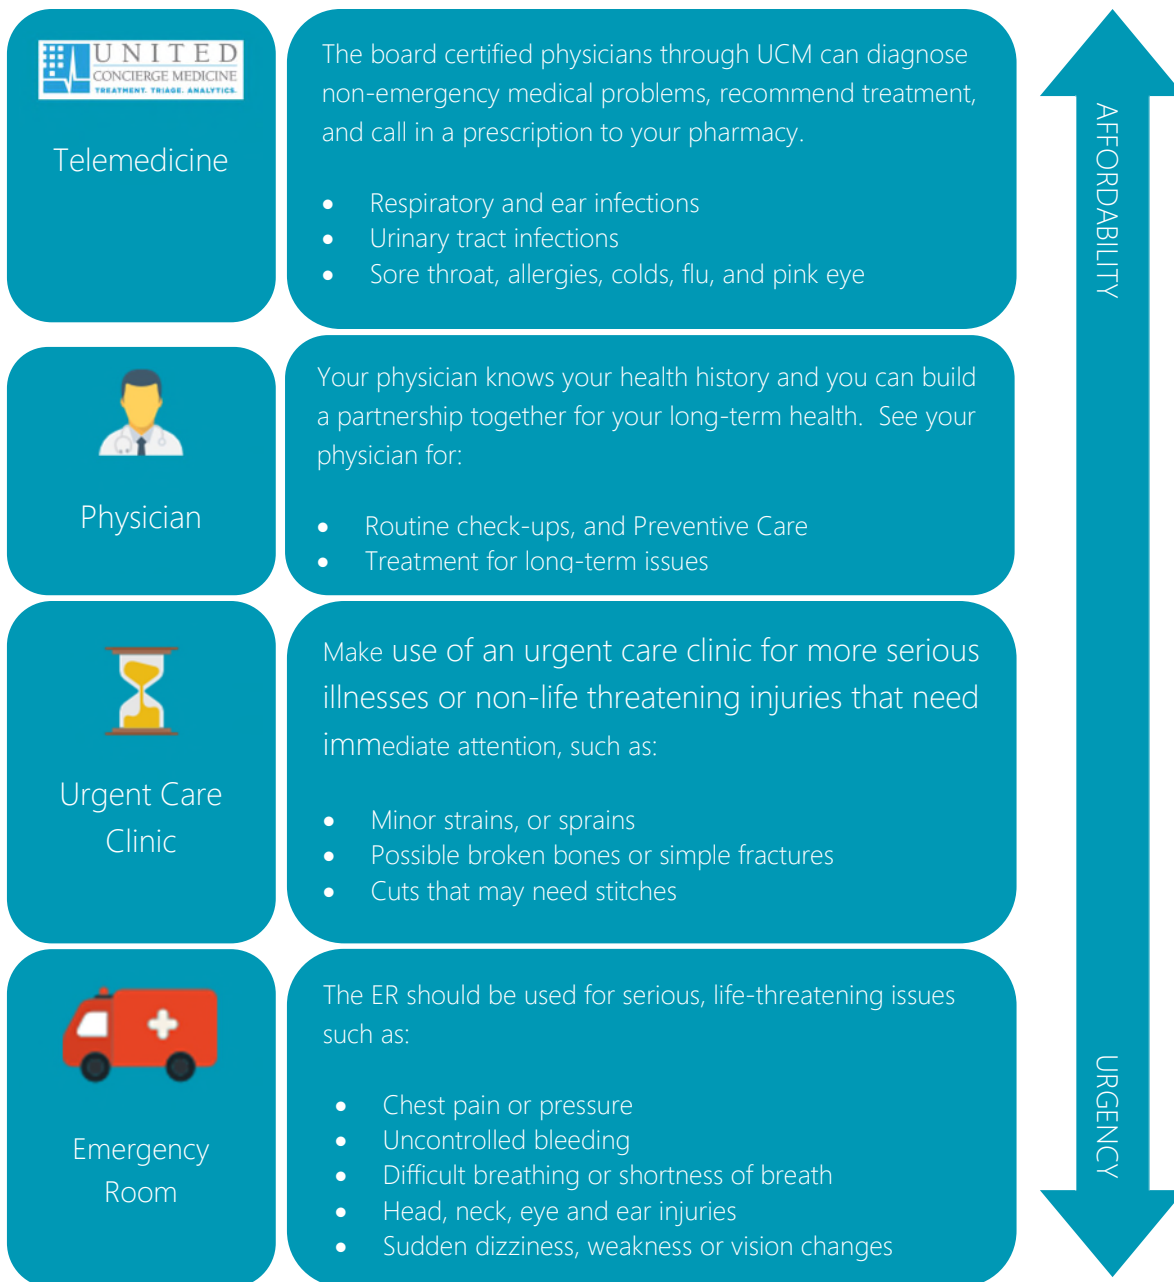 UNITED
CONCIERGE MEDICINE
TREATMENT. TRIAGE. ANALYTICS.
Telemedicine
The board certified physicians through UCM can diagnose
non-emergency medical problems, recommend treatment,
and call in a prescription to your pharmacy.
• Respiratory and ear infections
• Urinary tract infections
• Sore throat, allergies, colds, flu, and pink eye
Physician
Your physician knows your health history and you can build
a partnership together for your long-term health. See your
physician for:
• Routine check-ups, and Preventive Care
• Treatment for long-term issues
Urgent Care
Clinic
Make use of an urgent care clinic for more serious
illnesses or non-life threatening injuries that need
immediate attention, such as:
• Minor strains, or sprains
• Possible broken bones or simple fractures
• Cuts that may need stitches
Emergency
Room
The ER should be used for serious, life-threatening issues
such as:
• Chest pain or pressure
• Uncontrolled bleeding
• Difficult breathing or shortness of breath
• Head, neck, eye and ear injuries
• Sudden dizziness, weakness or vision changes
AFFORDABILITY
URGENCY